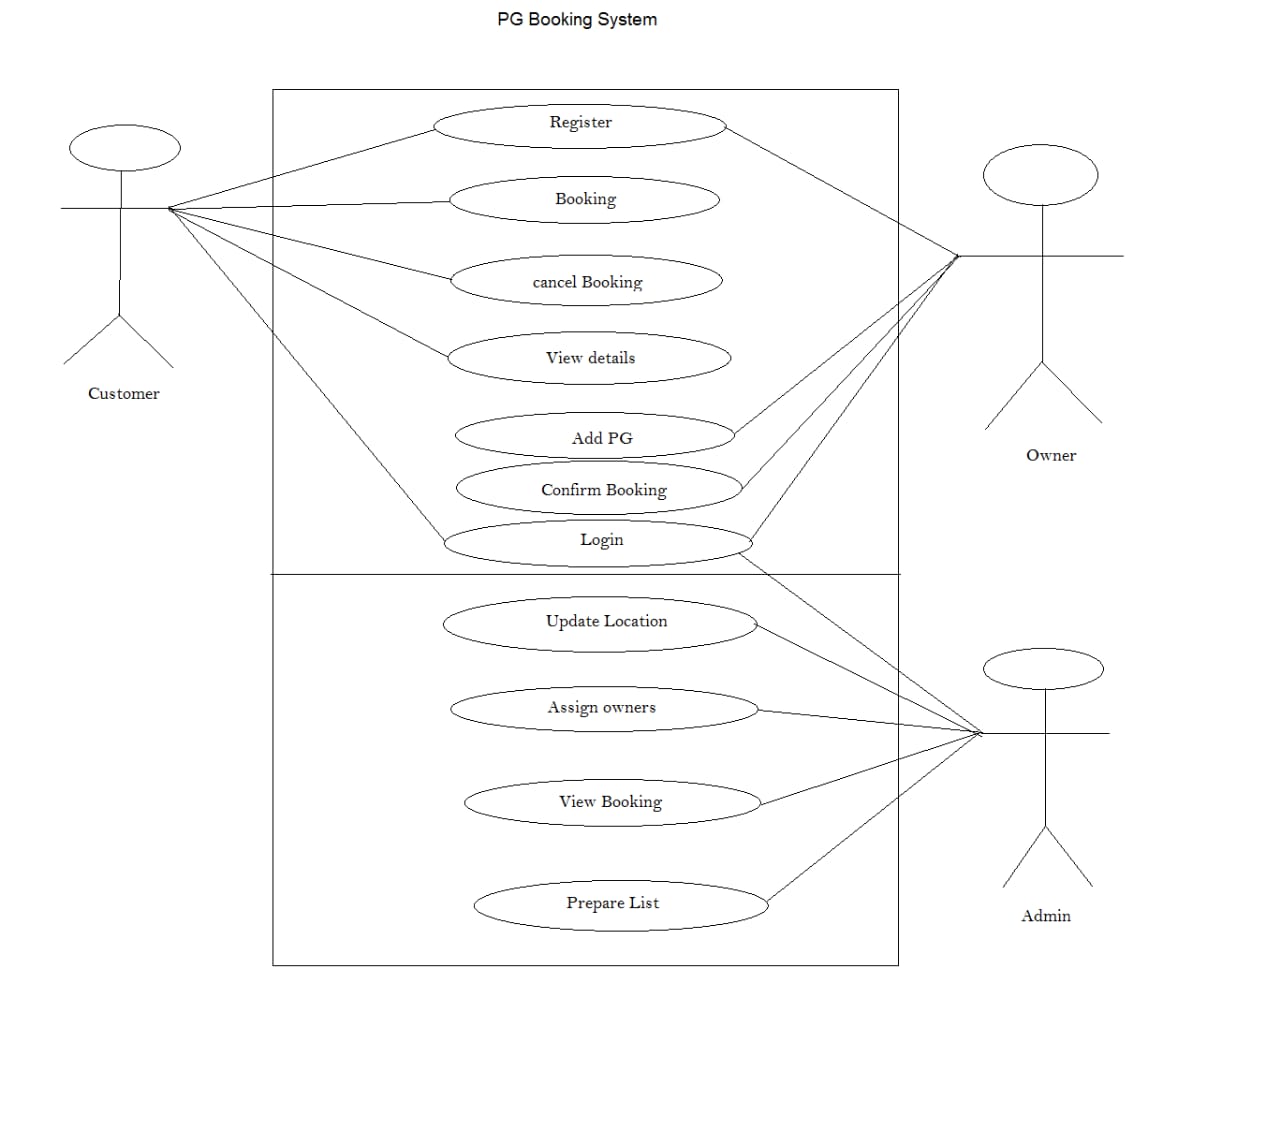 PG Booking System
Register
Booking
cancel Booking
View details
Customer
Add PG
Owner
Confirm Booking
Login
Update Location
Assign owners
View Booking
Prepare List
Admin